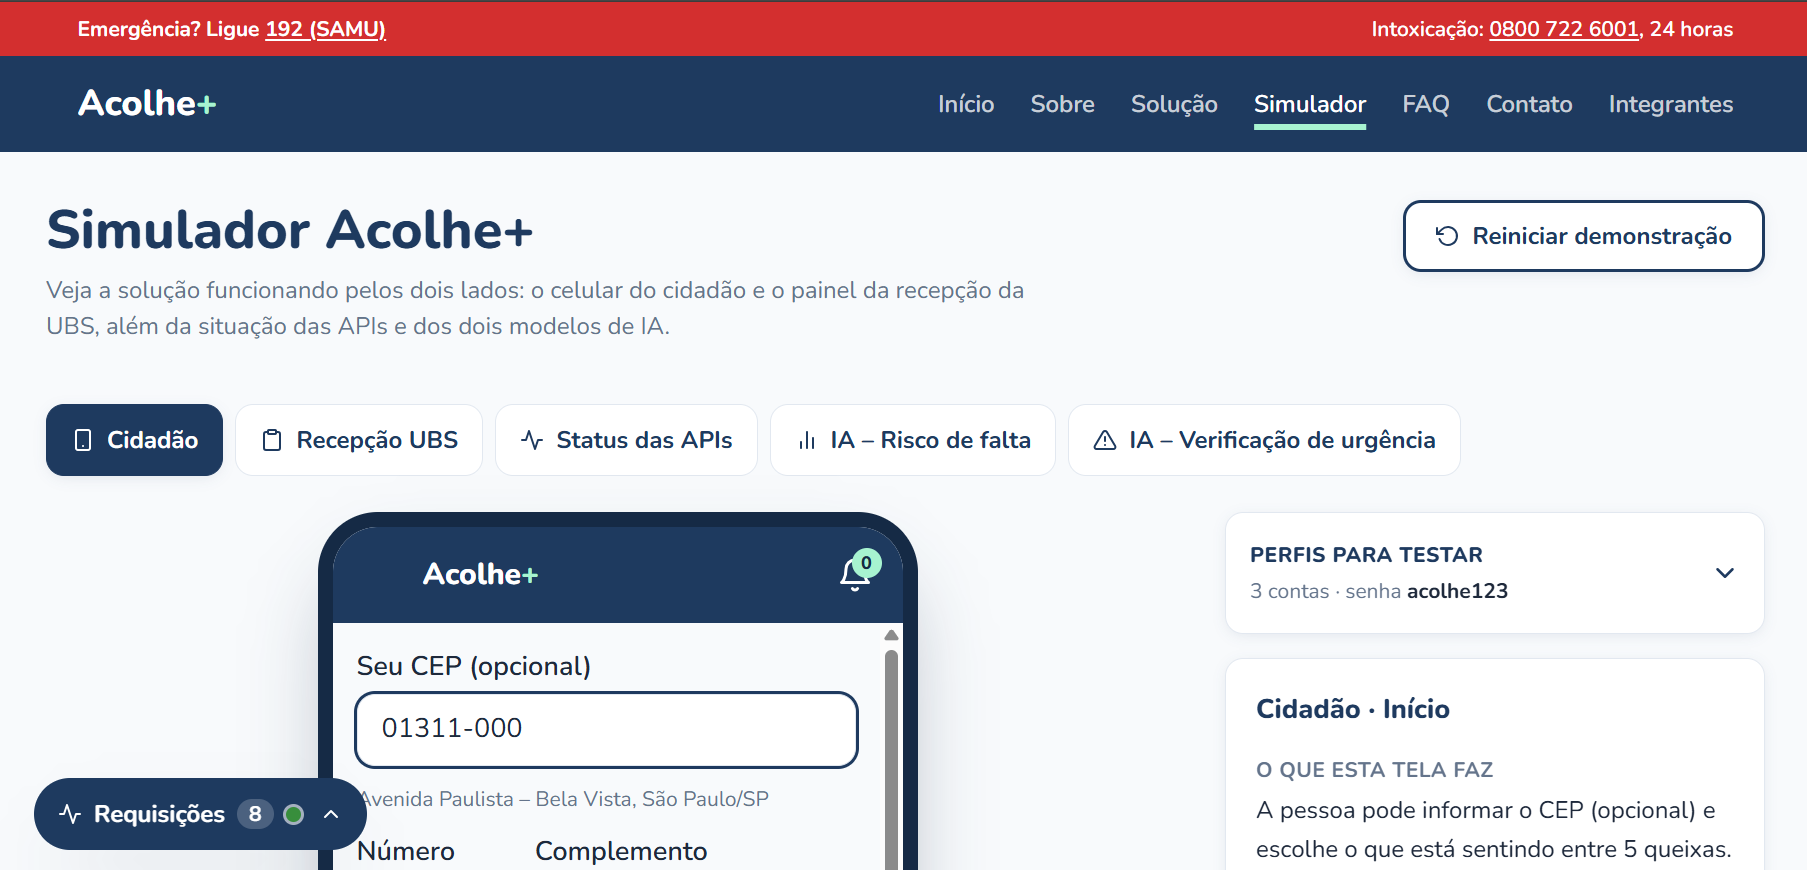 Emergência? Ligue 192 (SAMU)
Intoxicação: 0800 722 6001, 24 horas
Acolhe+
Início
Sobre
Solução
Simulador
FAQ
Contato
Integrantes
Simulador Acolhe+
Reiniciar demonstração
Veja a solução funcionando pelos dois lados: o celular do cidadão e o painel da recepção da
UBS, além da situação das APIs e dos dois modelos de IA.
Cidadão
Recepção UBS
Status das APIs
IA – Risco de falta
IA – Verificação de urgência
Acolhe+
0
Seu CEP (opcional)
01311-000
Avenida Paulista – Bela Vista, São Paulo/SP
Número
Complemento
Requisições 8
PERFIS PARA TESTAR
3 contas · senha acolhe123
Cidadão · Início
O QUE ESTA TELA FAZ
A pessoa pode informar o CEP (opcional) e
escolhe o que está sentindo entre 5 queixas.